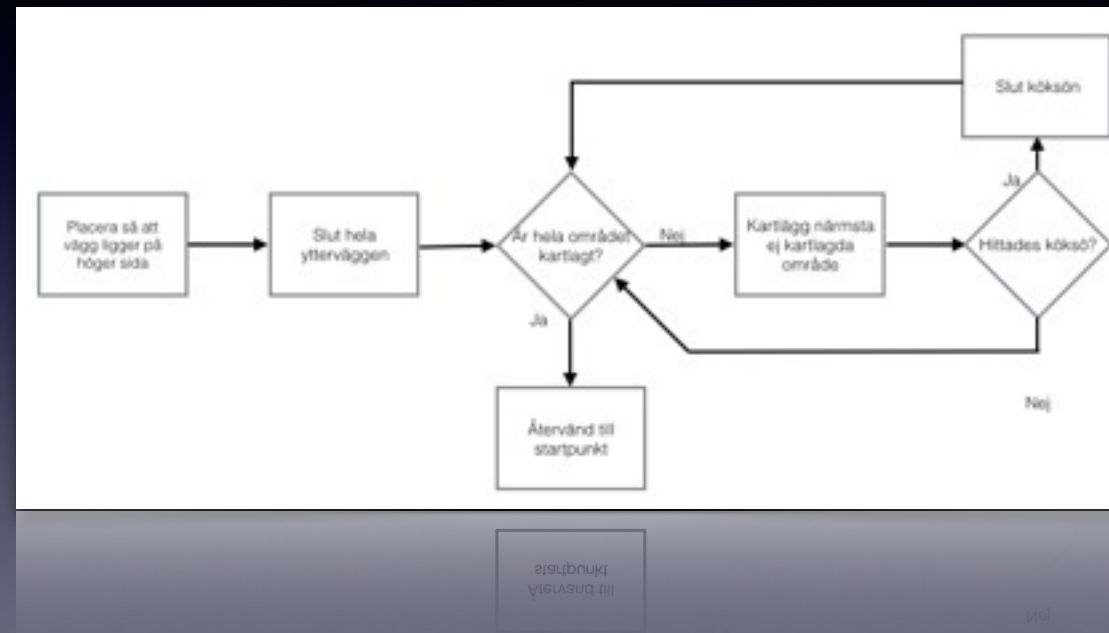 Placera så att
vägg ligger på
höger sida
Slut hela
ytterväggen
Är hela området
kartlagt?
Ja
Nej
Återvänd till
startpunkt
Kartlägg närmsta
ej kartlagda
område
Hittades köksö?
Ja
Slut köksön
Nej